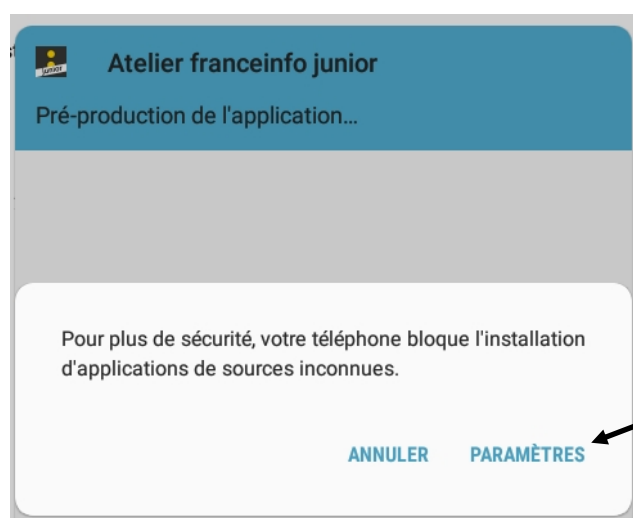 junior
Atelier franceinfo junior
Pré-production de l'application...
Pour plus de sécurité, votre téléphone bloque l'installation
d'applications de sources inconnues.
ANNULER PARAMÈTRES